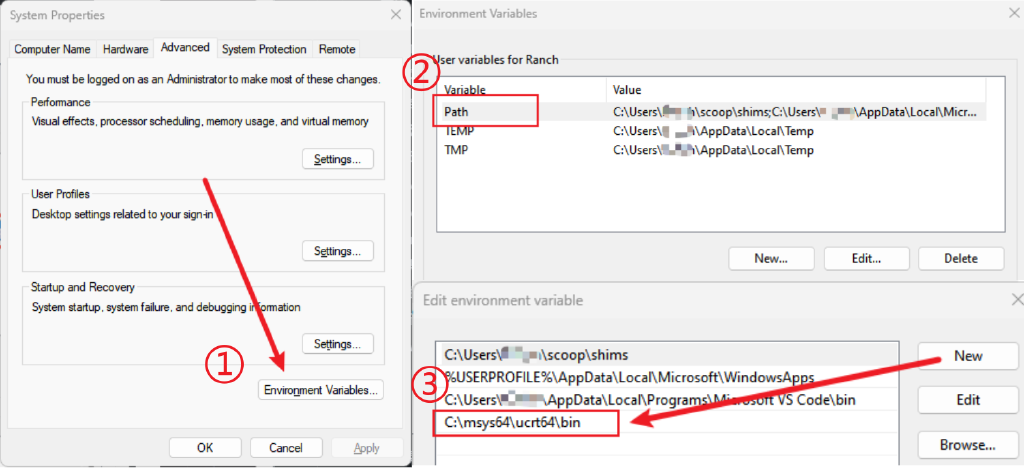 System Properties
Computer Name Hardware Advanced System Protection Remote
You must be logged on as an Administrator to make most of these changes.
Performance
Visual effects, processor scheduling, memory usage, and virtual memory
Settings...
User Profiles
Desktop settings related to your sign-in
Settings...
Startup and Recovery
System startup, system failure, and debugging information
Settings...
①
Environment Variables...
OK Cancel Apply
Environment Variables
User variables for Ranch
②
Variable Value
Path C:\Users\ \scoop\shims;C:\Users\ \AppData\Local\Micr...
TEMP C:\Users\ \AppData\Local\Temp
TMP C:\Users\ \AppData\Local\Temp
New... Edit... Delete
Edit environment variable
C:\Users\ \scoop\shims
%USERPROFILE%\AppData\Local\Microsoft\WindowsApps
③
C:\Users\ \AppData\Local\Programs\Microsoft VS Code\bin
C:\msys64\ucrt64\bin
New
Edit
Browse...